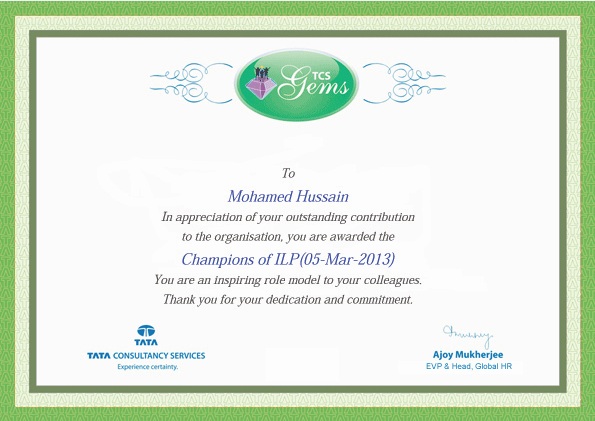 TCS
Gems
To
Mohamed Hussain
In appreciation of your outstanding contribution
to the organisation, you are awarded the
Champions of ILP(05-Mar-2013)
You are an inspiring role model to your colleagues.
Thank you for your dedication and commitment.
TATA
TATA CONSULTANCY SERVICES
Experience certainty.
Ajoy Mukherjee
EVP & Head, Global HR